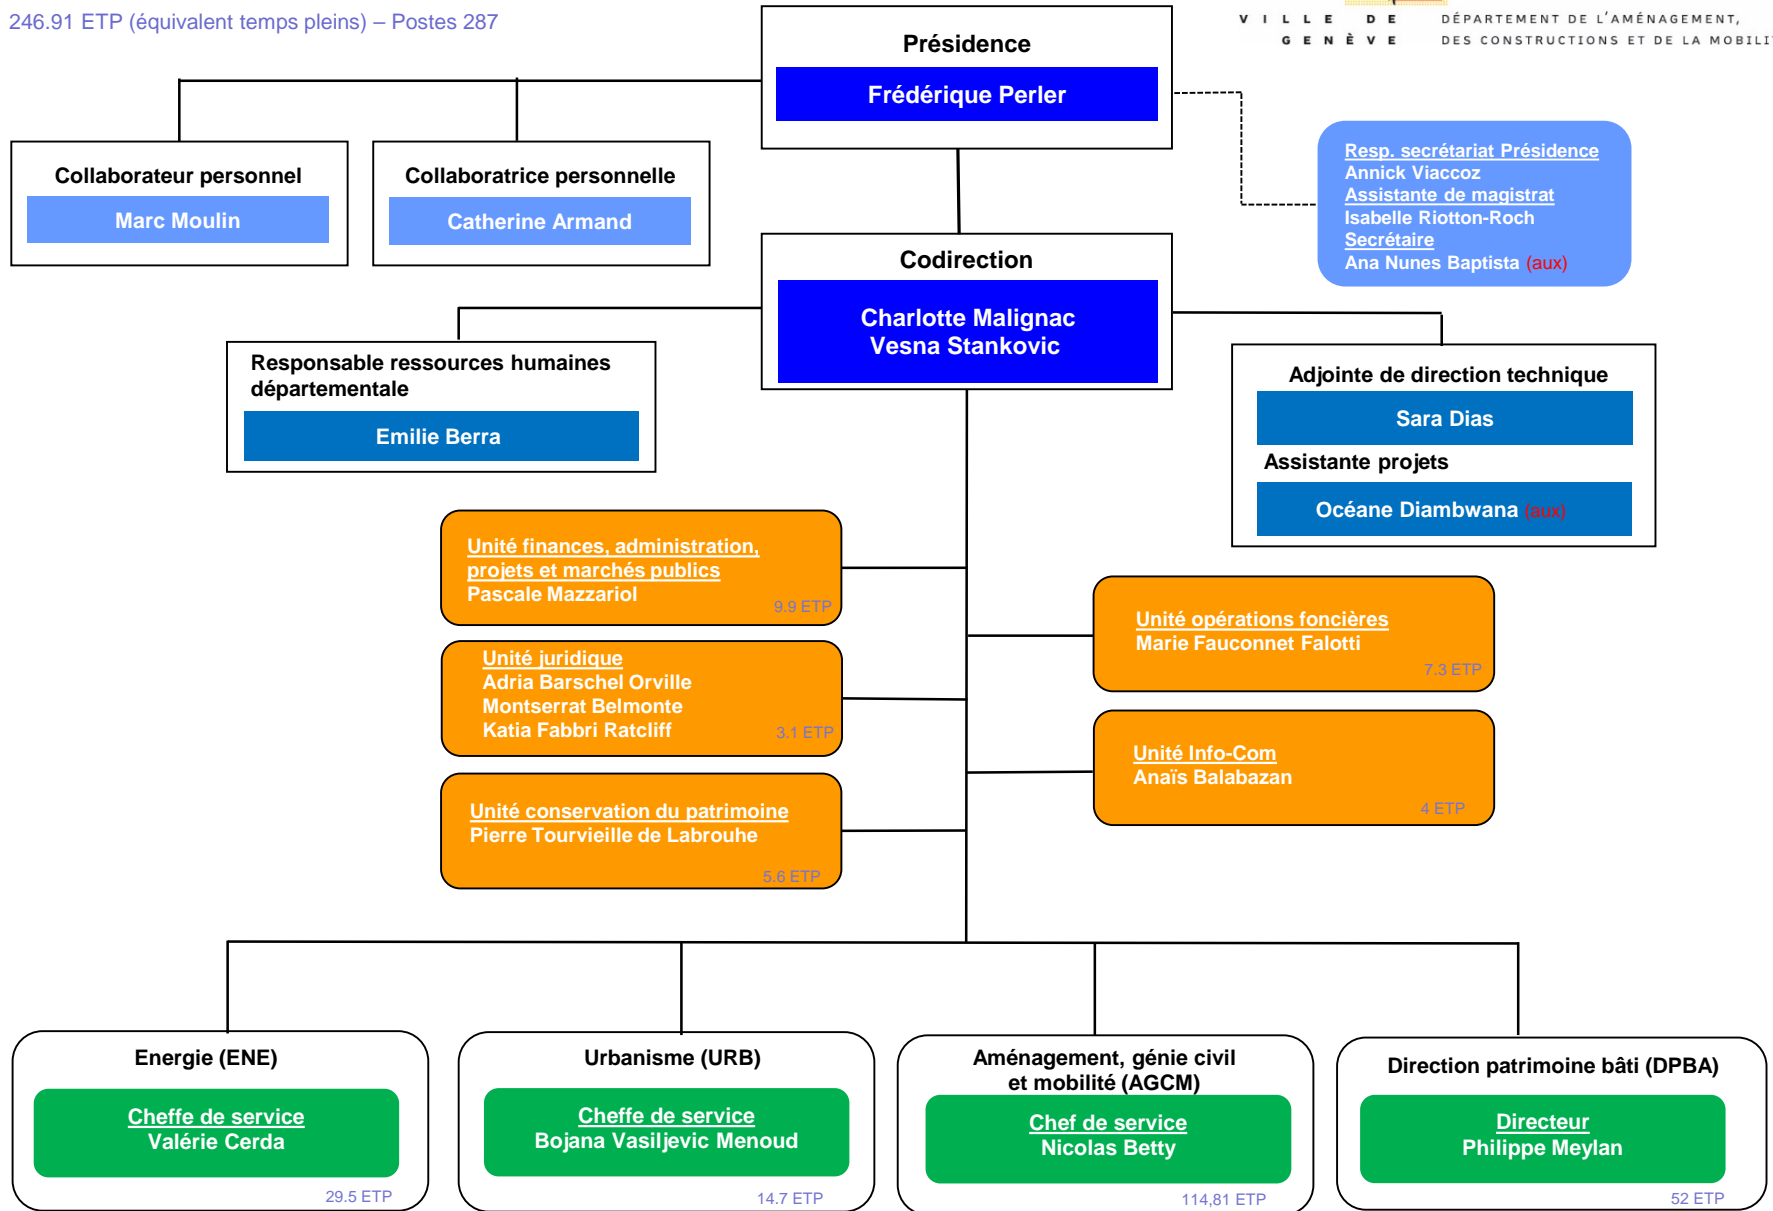 246.91 ETP (équivalent temps pleins) – Postes 287
VILLE DE
GENÈVE
DÉPARTEMENT DE L'AMÉNAGEMENT,
DES CONSTRUCTIONS ET DE LA
Présidence
Frédérique Perler
Collaborateur personnel
Marc Moulin
Collaboratrice personnelle
Catherine Armand
Resp. secrétariat Présidence
Annick Viaccoz
Assistante de magistrat
Isabelle Riotton-Roch
Secrétaire
Ana Nunes Baptista (aux)
Codirection
Charlotte Malignac
Vesna Stankovic
Responsable ressources humaines
départementale
Emilie Berra
Adjointe de direction technique
Sara Dias
Assistante projets
Océane Diambwana (aux)
Unité finances, administration,
projets et marchés publics
Pascale Mazzariol
9.9 ETP
Unité opérations foncières
Marie Fauconnet Falotti
7.3 ETP
Unité juridique
Adria Barschel Orville
Montserrat Belmonte
Katia Fabbri Ratcliff
3.1 ETP
Unité Info-Com
Anaïs Balabazan
4 ETP
Unité conservation du patrimoine
Pierre Tourvieille de Labrouhe
5.6 ETP
Energie (ENE)
Cheffe de service
Valérie Cerda
29.5 ETP
Urbanisme (URB)
Cheffe de service
Bojana Vasiljevic Menoud
14.7 ETP
Aménagement, génie civil
et mobilité (AGCM)
Chef de service
Nicolas Betty
114,81 ETP
Direction patrimoine bâti (DPBA)
Directeur
Philippe Meylan
52 ETP